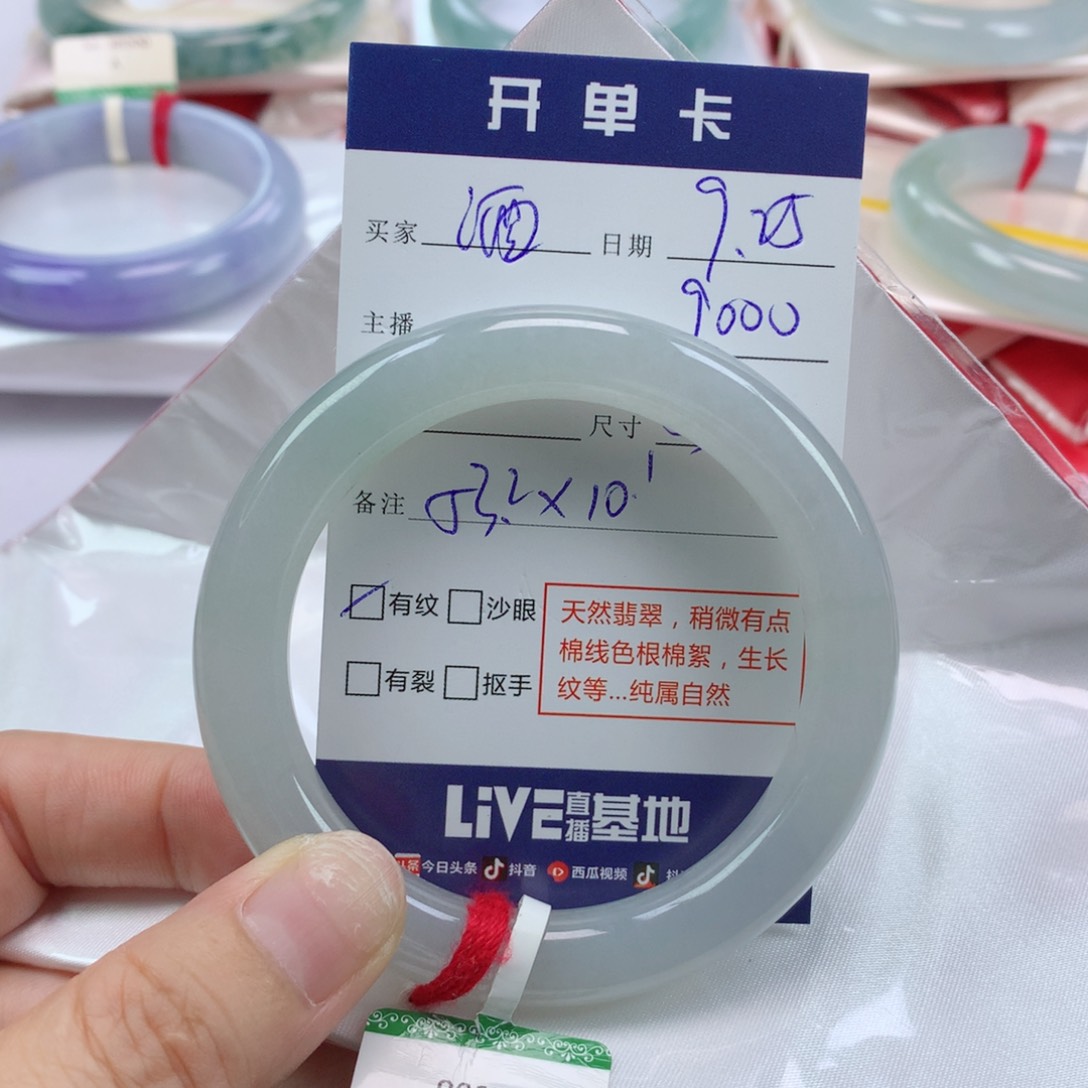 开单卡
买家 酒 日期 9.25
主播 9000
尺寸
备注 53.2×10.1
有纹 沙眼
有裂 抠手
天然翡翠，稍微有点
棉线色根棉絮，生长
纹等...纯属自然
LiVE直播基地
头条 今日头条 抖音 西瓜视频